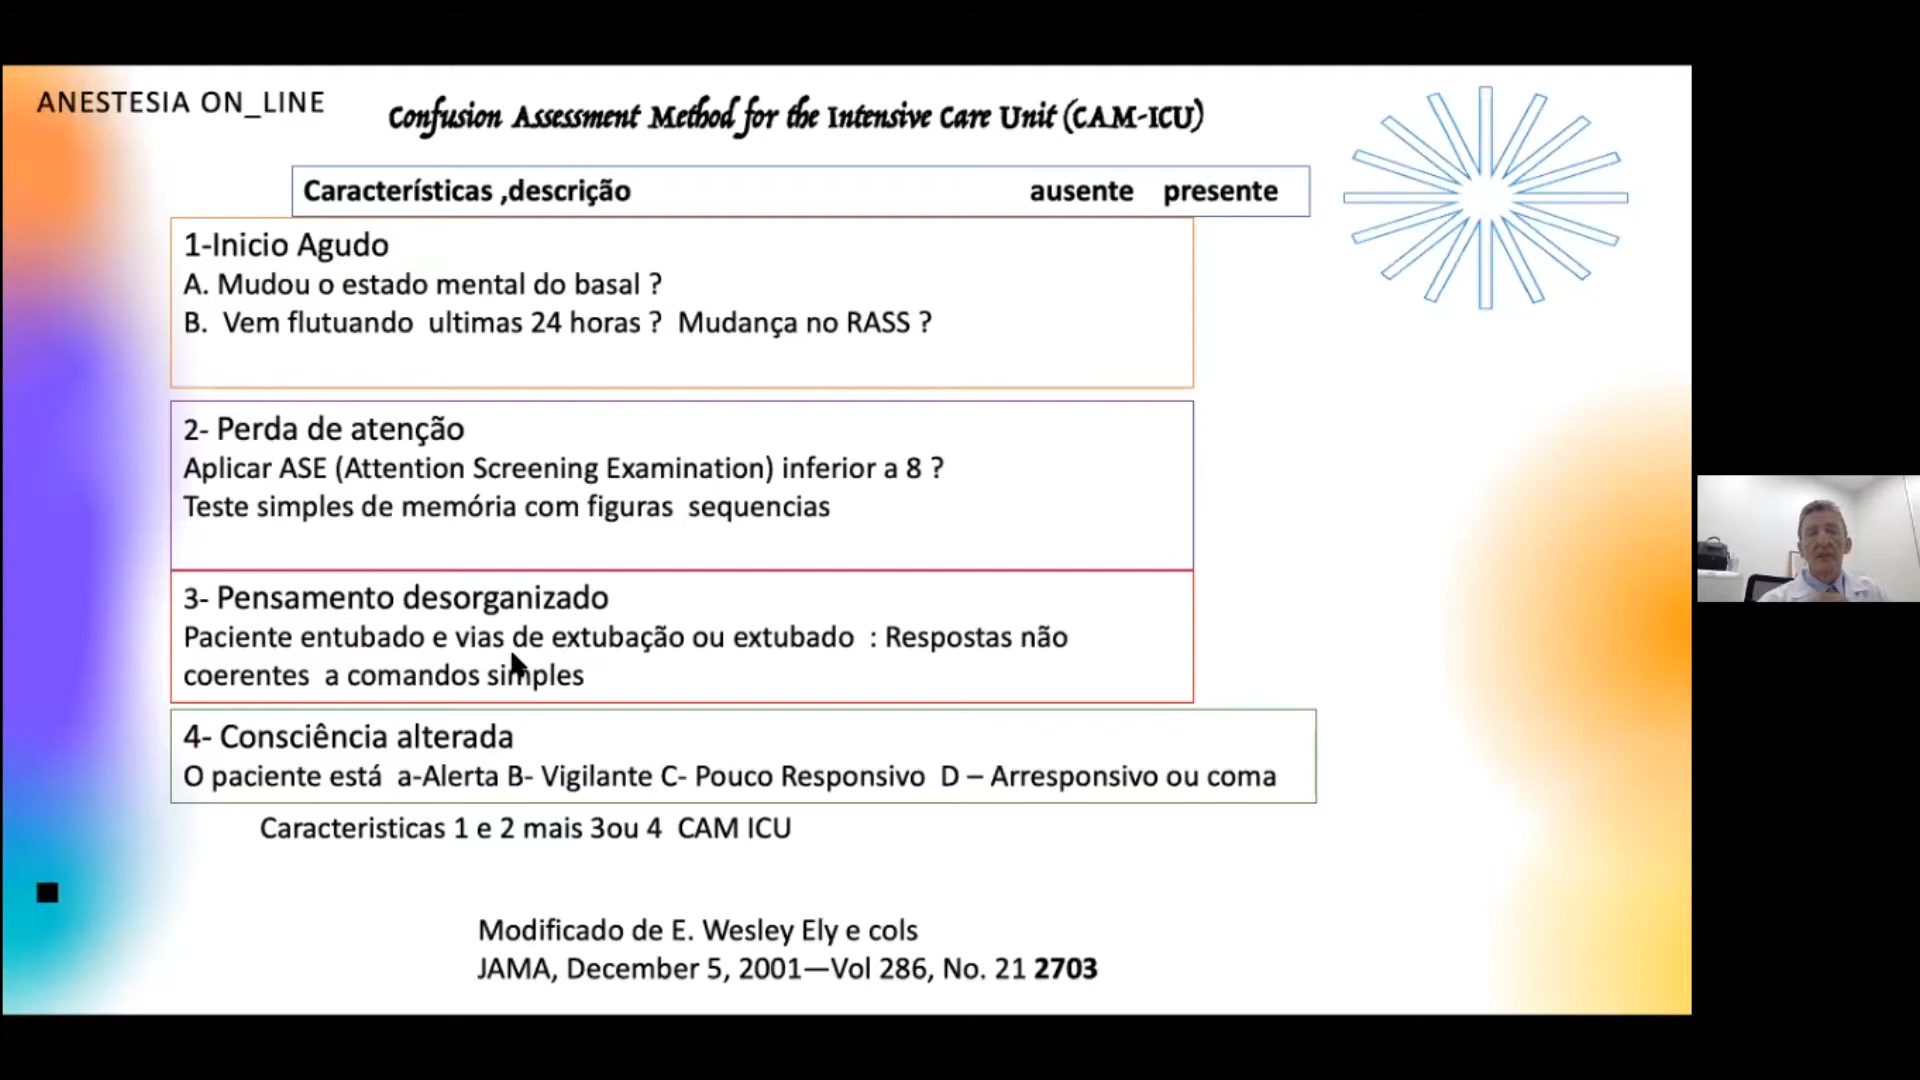 ANESTESIA ON_LINE
Confusion Assessment Method for the Intensive Care Unit (CAM-ICU)
Características ,descrição ausente presente
1-Inicio Agudo
A. Mudou o estado mental do basal ?
B. Vem flutuando ultimas 24 horas ? Mudança no RASS ?
2- Perda de atenção
Aplicar ASE (Attention Screening Examination) inferior a 8 ?
Teste simples de memória com figuras sequencias
3- Pensamento desorganizado
Paciente entubado e vias de extubação ou extubado : Respostas não
coerentes a comandos simples
4- Consciência alterada
O paciente está a-Alerta B- Vigilante C- Pouco Responsivo D – Arresponsivo ou coma
Caracteristicas 1 e 2 mais 3ou 4 CAM ICU
Modificado de E. Wesley Ely e cols
JAMA, December 5, 2001—Vol 286, No. 21 2703